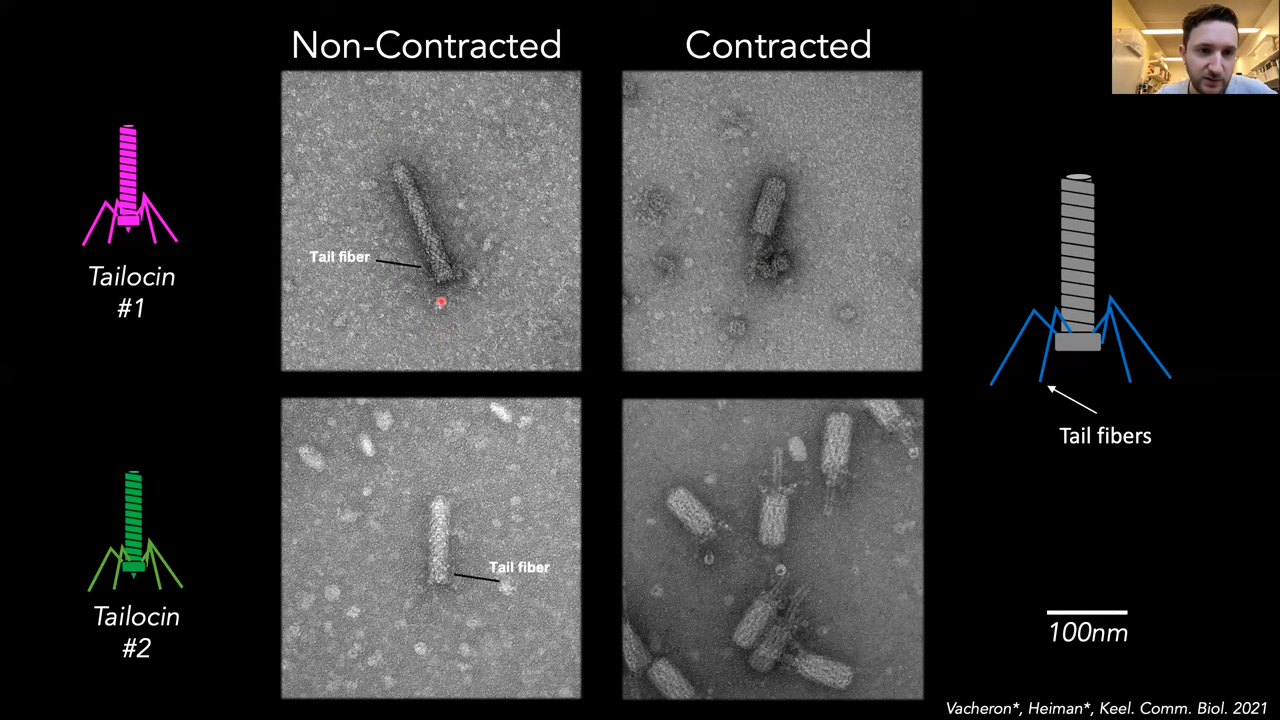 Non-Contracted
Contracted
Tailocin
#1
Tail fiber
Tail fibers
Tailocin
#2
Tail fiber
100nm
Vacheron*, Heiman*, Keel. Comm. Biol. 2021